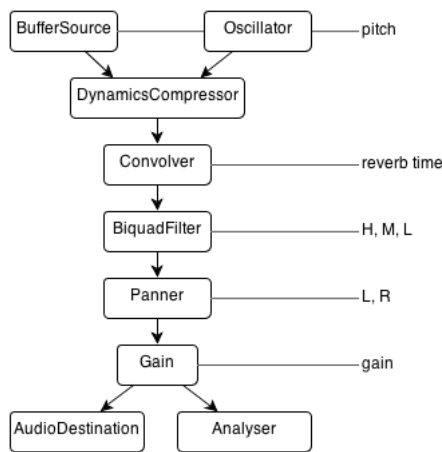 BufferSource
Oscillator
pitch
DynamicsCompressor
Convolver
reverb time
BiquadFilter
H, M, L
Panner
L, R
Gain
gain
AudioDestination
Analyser